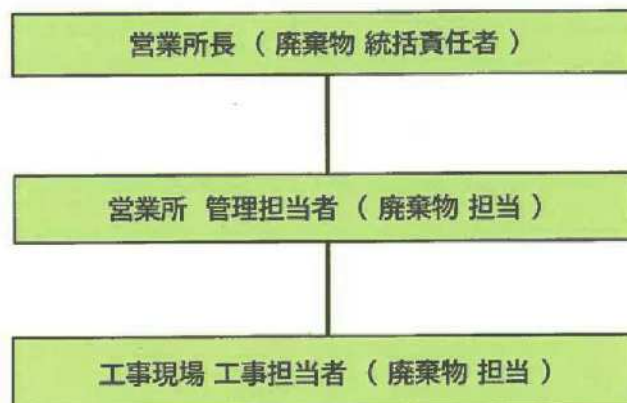 営業所長 （ 廃棄物 統括責任者 ）
営業所 管理担当者 （ 廃棄物 担当 ）
工事現場 工事担当者 （ 廃棄物 担当 ）